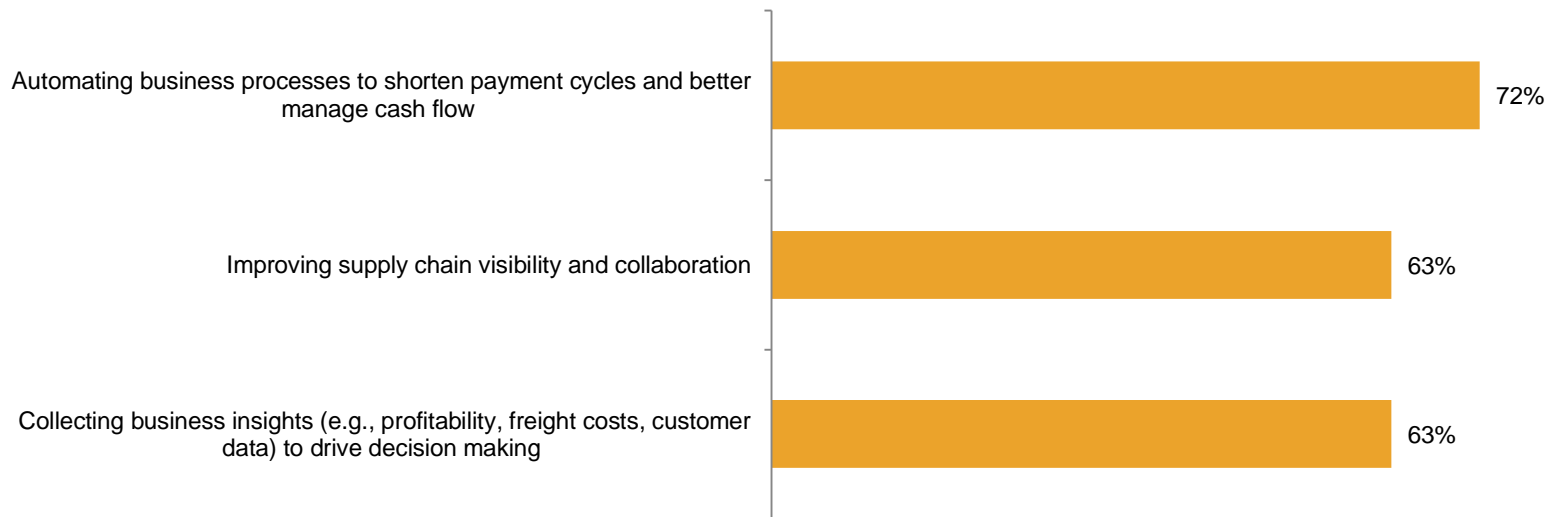 Automating business processes to shorten payment cycles and better
manage cash flow
72%
Improving supply chain visibility and collaboration
63%
Collecting business insights (e.g., profitability, freight costs, customer
data) to drive decision making
63%